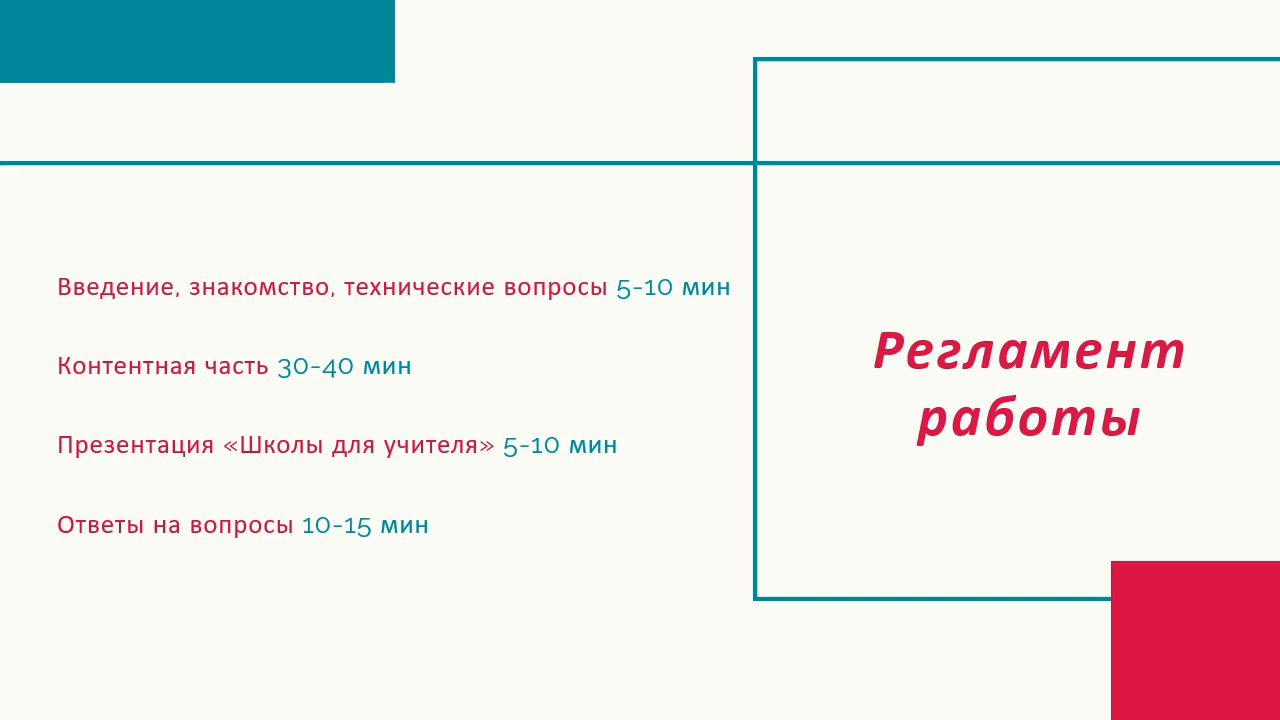 Введение, знакомство, технические вопросы 5-10 мин
Контентная часть 30-40 мин
Презентация «Школы для учителя» 5-10 мин
Ответы на вопросы 10-15 мин
Регламент
работы